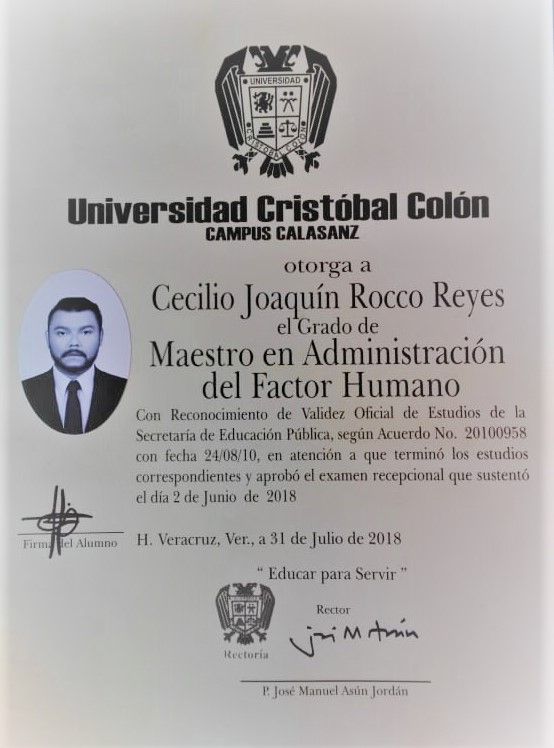 UNIVERSIDAD
CRISTOBAL COLON
Universidad Cristóbal Colón
CAMPUS CALASANZ
otorga a
Cecilio Joaquín Rocco Reyes
el Grado de
Maestro en Administración
del Factor Humano
Con Reconocimiento de Validez Oficial de Estudios de la
Secretaría de Educación Pública, según Acuerdo No. 20100958
con fecha 24/08/10, en atención a que terminó los estudios
correspondientes y aprobó el examen recepcional que sustentó
el día 2 de Junio de 2018
Firma del Alumno
H. Veracruz, Ver., a 31 de Julio de 2018
“ Educar para Servir ”
Rector
Rectoría
P. José Manuel Asún Jordán